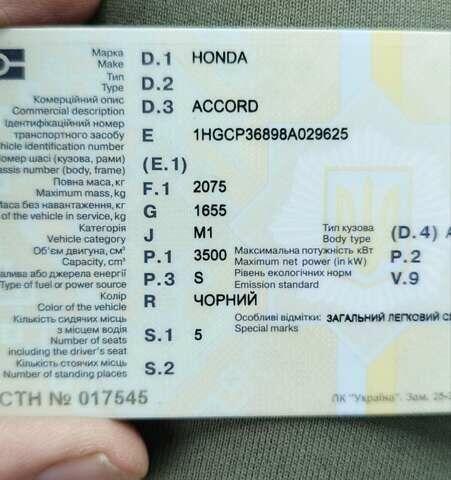 Марка D.1 HONDA
Make
Тип D.2
Type
Комерційний опис D.3 ACCORD
Commercial description
Ідентифікаційний номер E 1HGCP36898A029625
транспортного засобу
identification number
шасі (кузова, рами) (E.1)
number (body, frame)
Повна маса, кг F.1 2075
Maximum mass, kg
маса без навантаження, кг G 1655
of the vehicle in service, kg
Категорія J M1 Тип кузова (D.4)
Vehicle category Body type
Об'єм двигуна, см³ P.1 3500 Максимальна потужність кВт P.2
Capacity, cm³ Maximum net power (in kW)
або джерела енергії P.3 S Рівень екологічних норм V.9
Type of fuel or power source Emission standard
Колір R ЧОРНИЙ
Color of the vehicle
Кількість сидячих місць S.1 5 Особливі відмітки: ЗАГАЛЬНИЙ ЛЕГКОВИЙ
з місцем водія Special marks
Number of seats
including the driver's seat
Кількість стоячих місць S.2
Number of standing places
СТН № 017545 ПК "Україна". Зам.